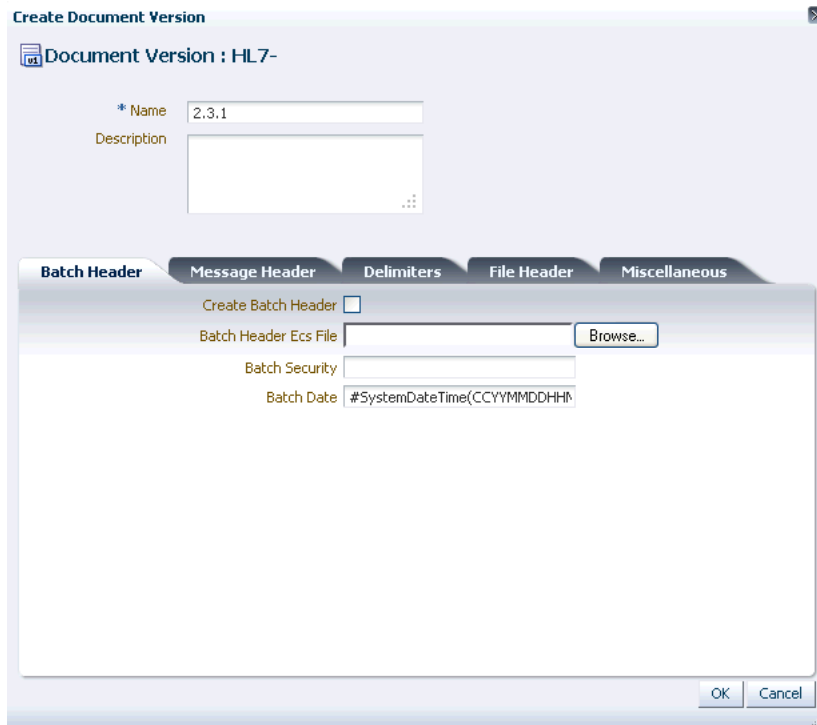 Create Document Version
v1 Document Version : HL7-
* Name 2.3.1
Description
Batch Header Message Header Delimiters File Header Miscellaneous
Create Batch Header
Batch Header Ecs File Browse...
Batch Security
Batch Date #SystemDateTime(CCYYMMDDHHM
OK Cancel